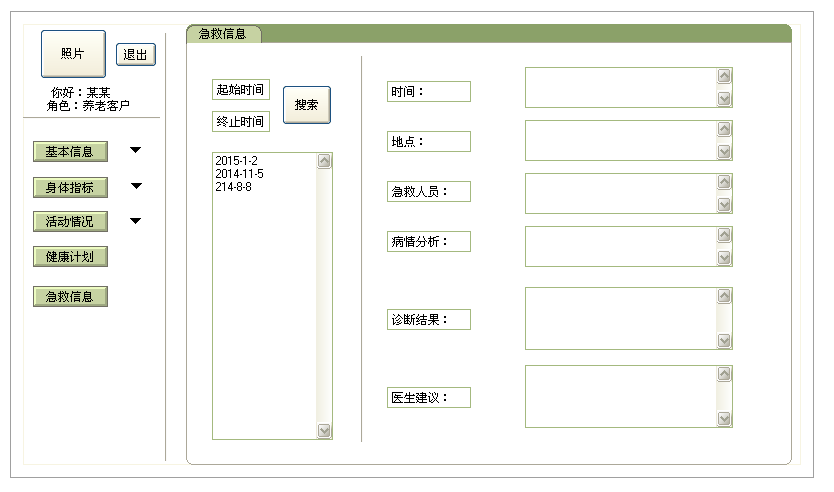 照片
退出
你好：某某
角色：养老客户
基本信息
身体指标
活动情况
健康计划
急救信息
急救信息
起始时间
终止时间
搜索
2015-1-2
2014-11-5
214-8-8
时间：
地点：
急救人员：
病情分析：
诊断结果：
医生建议：